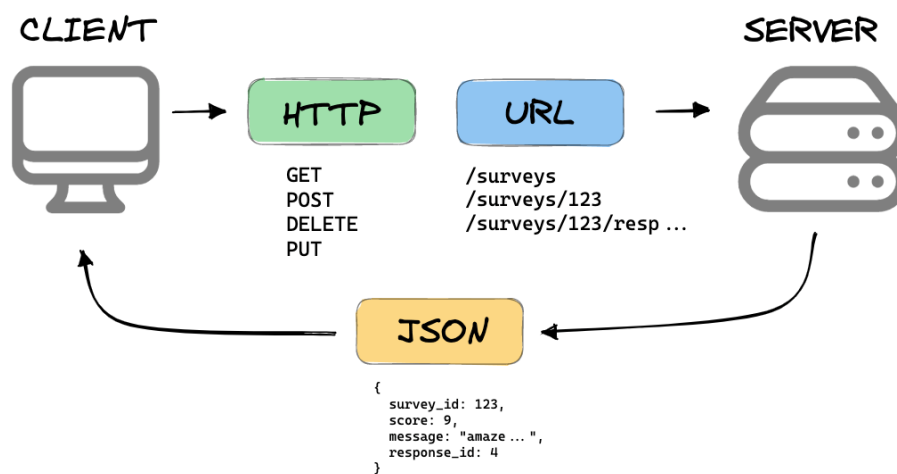 CLIENT
SERVER
HTTP
URL
GET
POST
DELETE
PUT
/surveys
/surveys/123
/surveys/123/resp...
JSON
{
survey_id: 123,
score: 9,
message: "amaze...",
response_id: 4
}